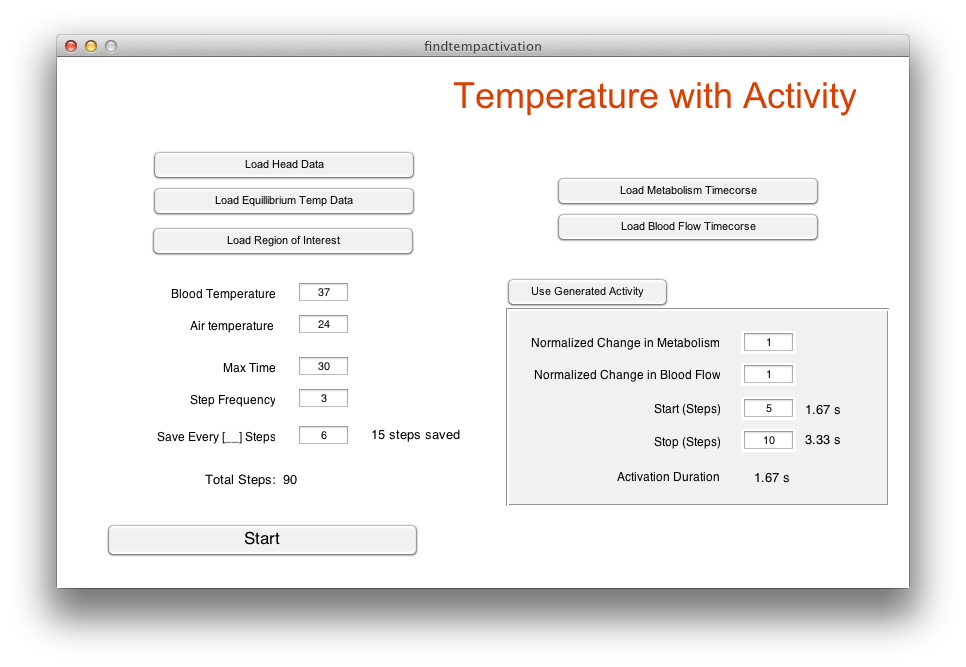 findtempactivation
Temperature with Activity
Load Head Data
Load Equillibrium Temp Data
Load Region of Interest
Load Metabolism Timecorse
Load Blood Flow Timecorse
Blood Temperature 37
Air temperature 24
Max Time 30
Step Frequency 3
Save Every [__] Steps 6 15 steps saved
Total Steps: 90
Start
Use Generated Activity
Normalized Change in Metabolism 1
Normalized Change in Blood Flow 1
Start (Steps) 5 1.67 s
Stop (Steps) 10 3.33 s
Activation Duration 1.67 s